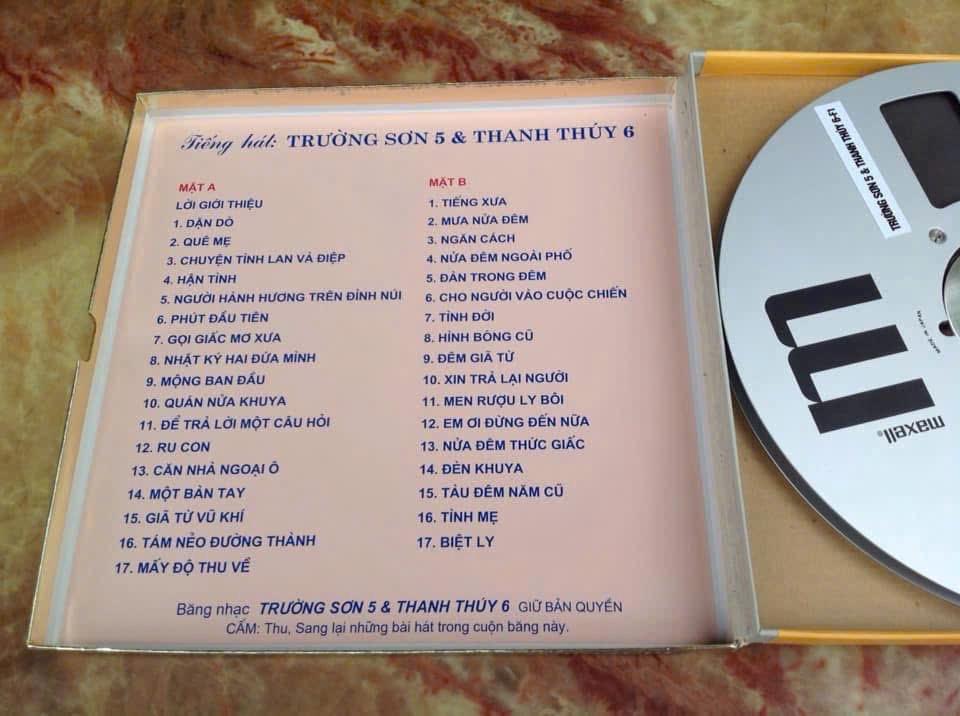 Tiếng hát: TRƯỜNG SƠN 5 & THANH THÚY 6
MẶT A
LỜI GIỚI THIỆU
1. DẶN DÒ
2. QUÊ MẸ
3. CHUYỆN TÌNH LAN VÀ ĐIỆP
4. HẬN TÌNH
5. NGƯỜI HÀNH HƯƠNG TRÊN ĐỈNH NÚI
6. PHÚT ĐẦU TIÊN
7. GỌI GIẤC MƠ XƯA
8. NHẬT KÝ HAI ĐỨA MÌNH
9. MỘNG BAN ĐẦU
10. QUÁN NỬA KHUYA
11. ĐỂ TRẢ LỜI MỘT CÂU HỎI
12. RU CON
13. CĂN NHÀ NGOẠI Ô
14. MỘT BÀN TAY
15. GIÃ TỪ VŨ KHÍ
16. TÁM NẺO ĐƯỜNG THÀNH
17. MẤY ĐỘ THU VỀ
MẶT B
1. TIẾNG XƯA
2. MƯA NỬA ĐÊM
3. NGĂN CÁCH
4. NỬA ĐÊM NGOÀI PHỐ
5. ĐÀN TRONG ĐÊM
6. CHO NGƯỜI VÀO CUỘC CHIẾN
7. TÌNH ĐỜI
8. HÌNH BÓNG CŨ
9. ĐÊM GIÃ TỪ
10. XIN TRẢ LẠI NGƯỜI
11. MEN RƯỢU LY BÔI
12. EM ƠI ĐỪNG ĐẾN NỮA
13. NỬA ĐÊM THỨC GIẤC
14. ĐÈN KHUYA
15. TÀU ĐÊM NĂM CŨ
16. TÌNH MẸ
17. BIỆT LY
Băng nhạc TRƯỜNG SƠN 5 & THANH THÚY 6 GIỮ BẢN QUYỀN
CẤM: Thu, Sang lại những bài hát trong cuộn băng này.
TRƯỜNG SƠN 5 & THANH THÚY 6-F1
MADE IN JAPAN
maxell®